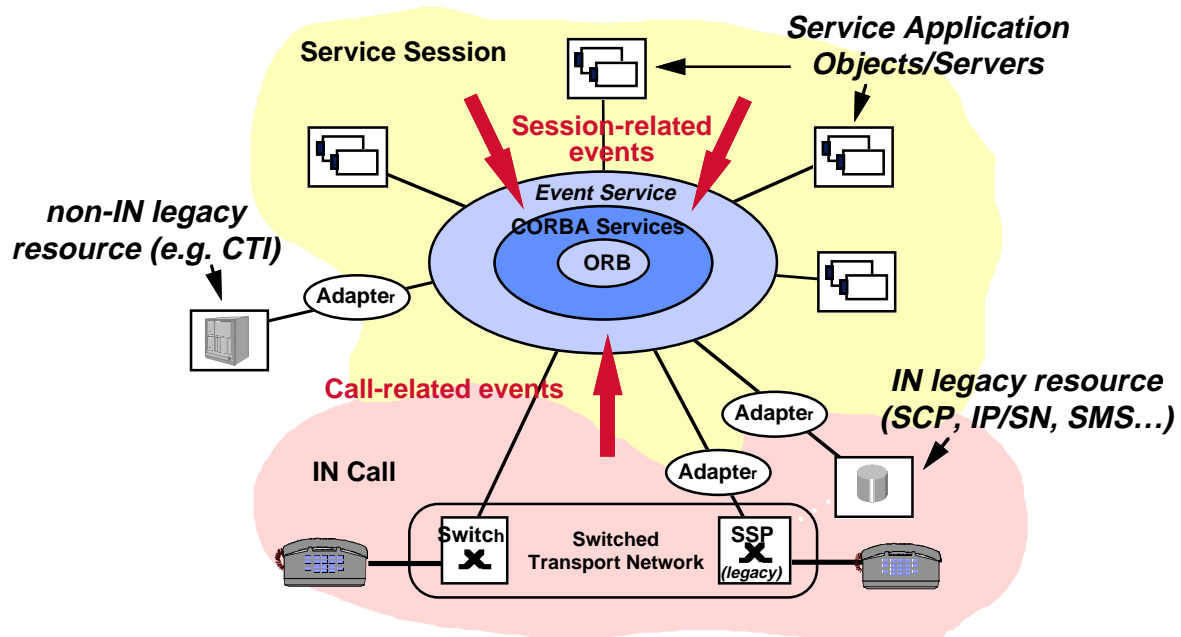 Service Session
Service Application
Objects/Servers
Session-related
events
Event Service
CORBA Services
ORB
non-IN legacy
resource (e.g. CTI)
Adapter
Call-related events
IN legacy resource
(SCP, IP/SN, SMS…)
Adapter
Adapter
IN Call
Switch
Switched
Transport Network
SSP
(legacy)